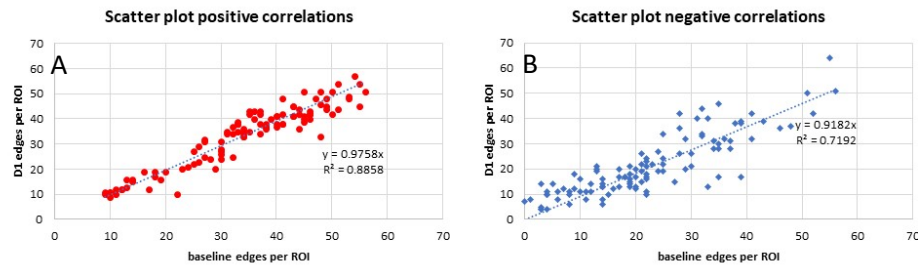 Scatter plot positive correlations
A
D1 edges per ROI
70
60
50
40
30
20
10
0
y = 0.9758x
R² = 0.8858
0 10 20 30 40 50 60 70
baseline edges per ROI
Scatter plot negative correlations
B
D1 edges per ROI
70
60
50
40
30
20
10
0
y = 0.9182x
R² = 0.7192
0 10 20 30 40 50 60 70
baseline edges per ROI